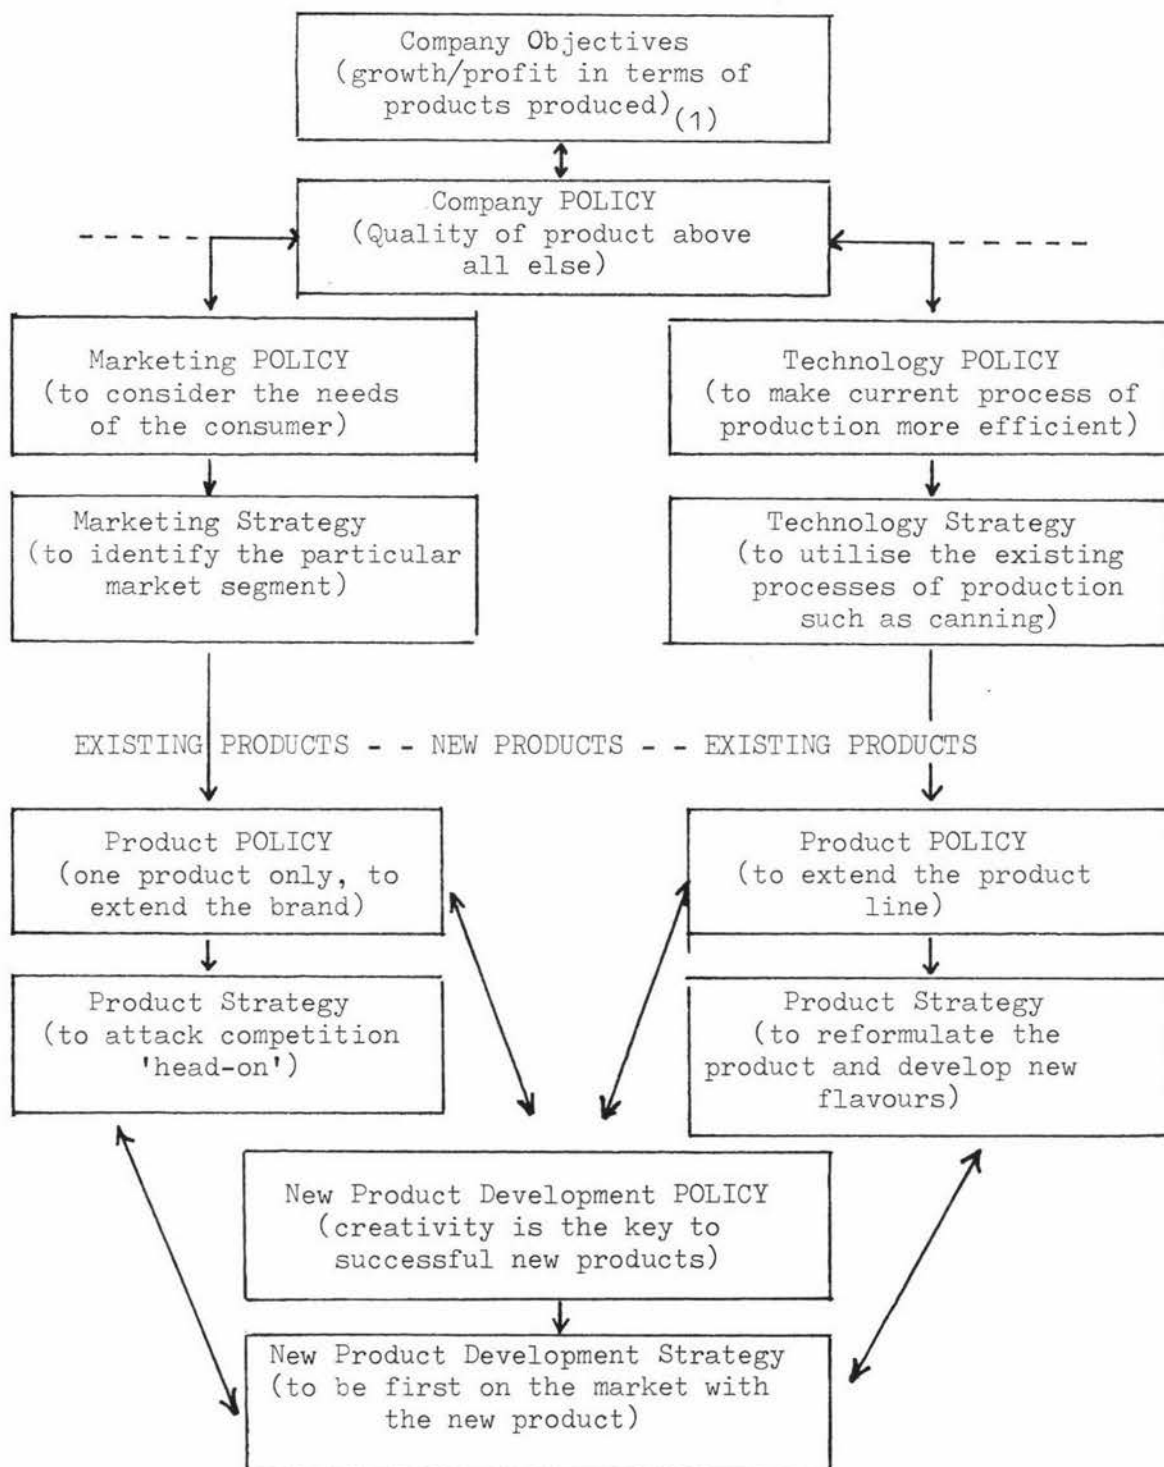 Company Objectives
(growth/profit in terms of
products produced)(1)
Company POLICY
(Quality of product above
all else)
Marketing POLICY
(to consider the needs
of the consumer)
Technology POLICY
(to make current process of
production more efficient)
Marketing Strategy
(to identify the particular
market segment)
Technology Strategy
(to utilise the existing
processes of production
such as canning)
EXISTING PRODUCTS - - NEW PRODUCTS - - EXISTING PRODUCTS
Product POLICY
(one product only, to
extend the brand)
Product POLICY
(to extend the product
line)
Product Strategy
(to attack competition
'head-on')
Product Strategy
(to reformulate the
product and develop new
flavours)
New Product Development POLICY
(creativity is the key to
successful new products)
New Product Development Strategy
(to be first on the market with
the new product)